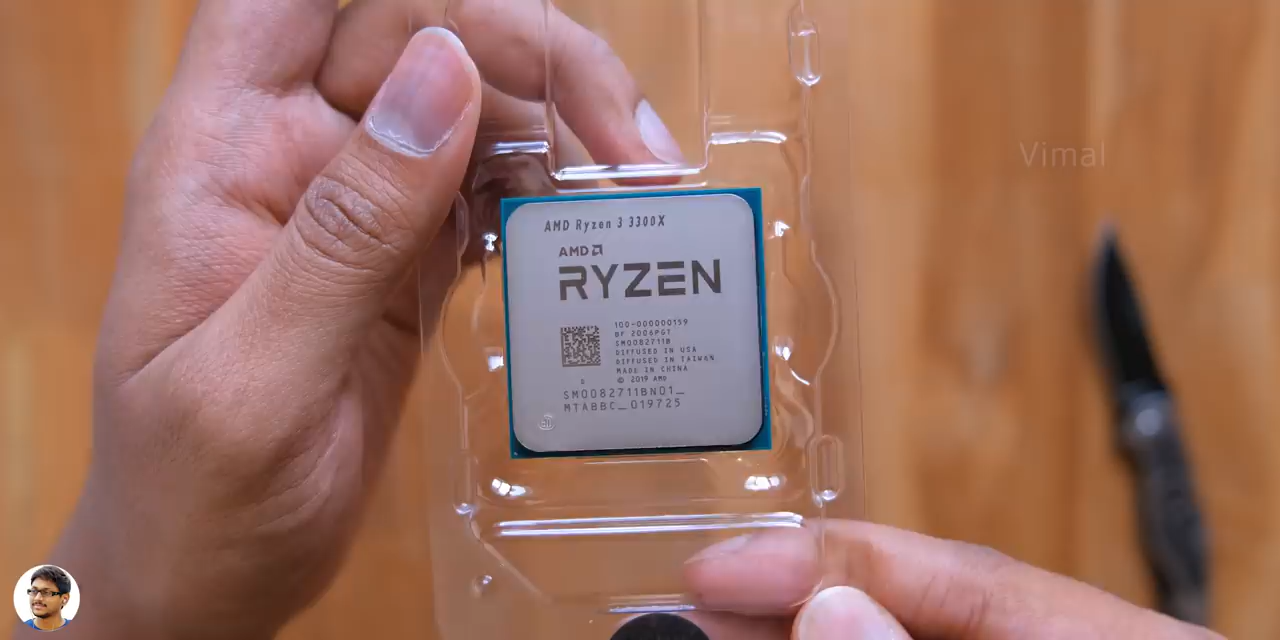 Vimal
AMD Ryzen 3 3300X
AMD
RYZEN
100-000000159
BF 2006PGT
SM0082711B
DIFFUSED IN USA
DIFFUSED IN TAIWAN
MADE IN CHINA
© 2019 AMD
SM0082711BN01_
MTABBC_019725